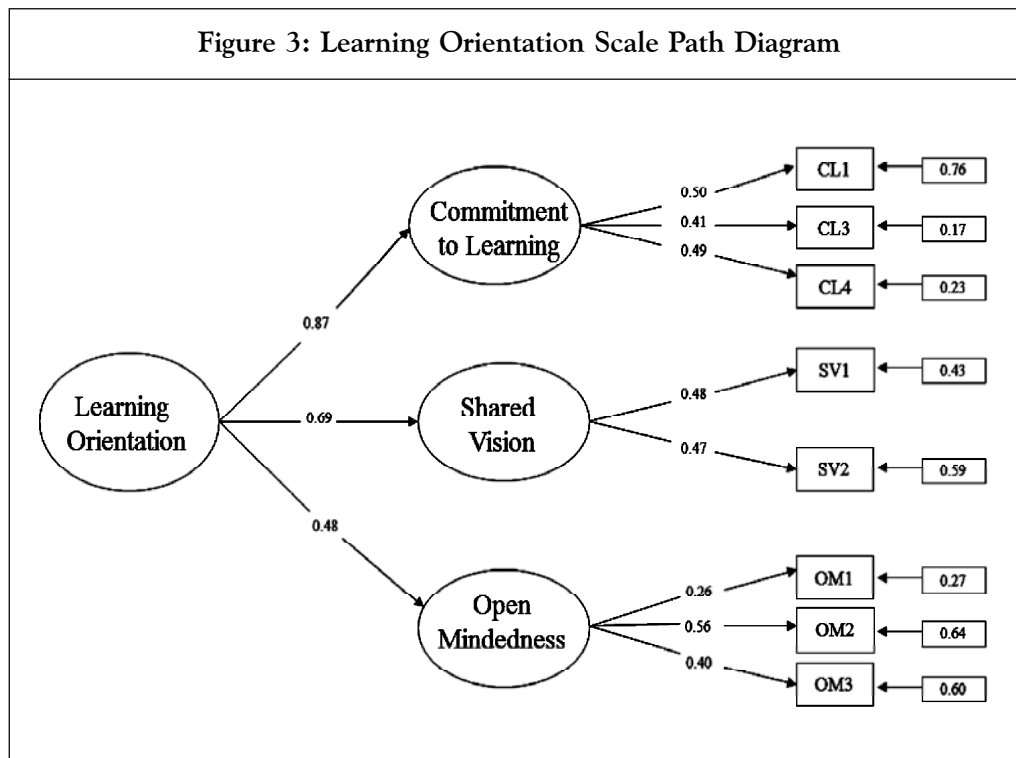 Figure 3: Learning Orientation Scale Path Diagram
Commitment
to Learning
0.50
0.41
0.49
CL1
0.76
CL3
0.17
CL4
0.23
0.87
Learning
Orientation
0.69
Shared
Vision
0.48
0.47
SV1
0.43
SV2
0.59
0.48
Open
Mindedness
0.26
0.56
0.40
OM1
0.27
OM2
0.64
OM3
0.60